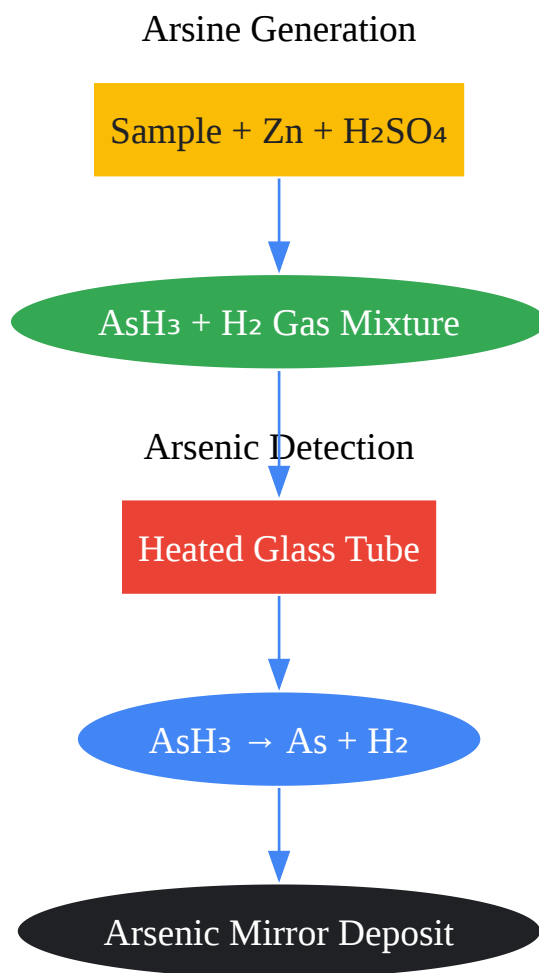 Arsine Generation
Sample + Zn + H₂SO₄
AsH₃ + H₂ Gas Mixture
Arsenic Detection
Heated Glass Tube
AsH₃ → As + H₂
Arsenic Mirror Deposit